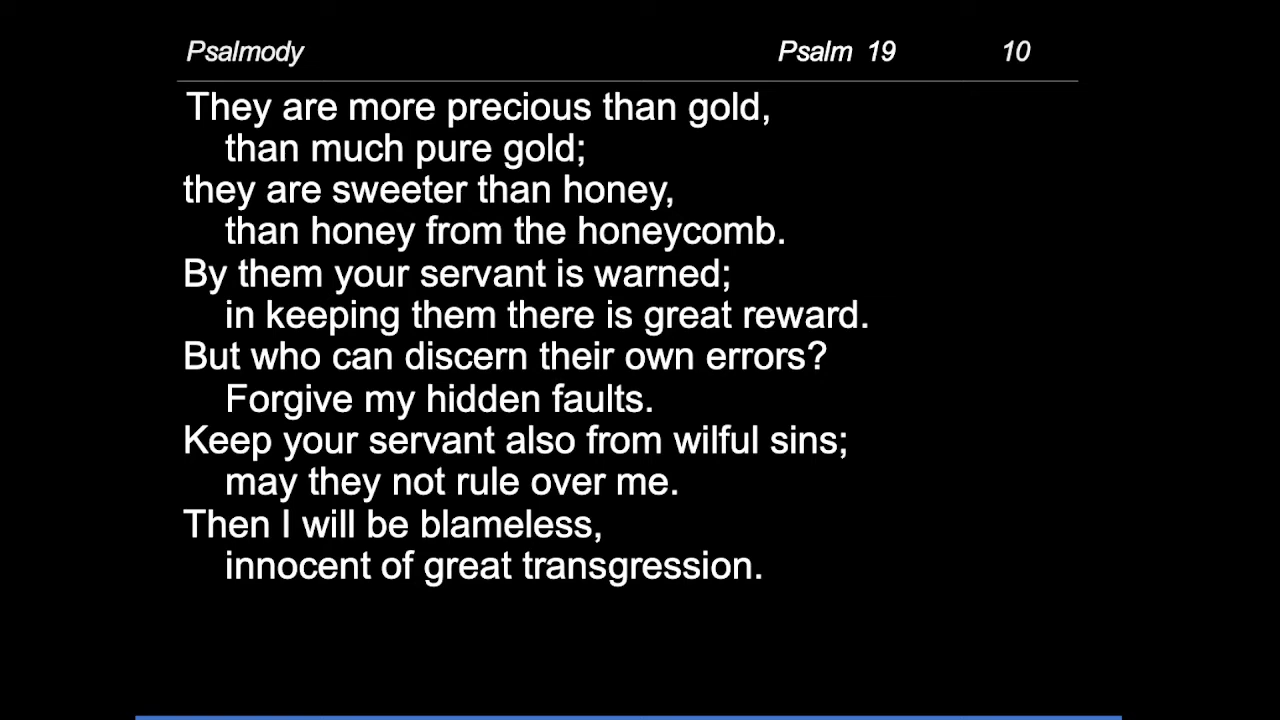 Psalmody Psalm 19 10
They are more precious than gold,
than much pure gold;
they are sweeter than honey,
than honey from the honeycomb.
By them your servant is warned;
in keeping them there is great reward.
But who can discern their own errors?
Forgive my hidden faults.
Keep your servant also from wilful sins;
may they not rule over me.
Then I will be blameless,
innocent of great transgression.